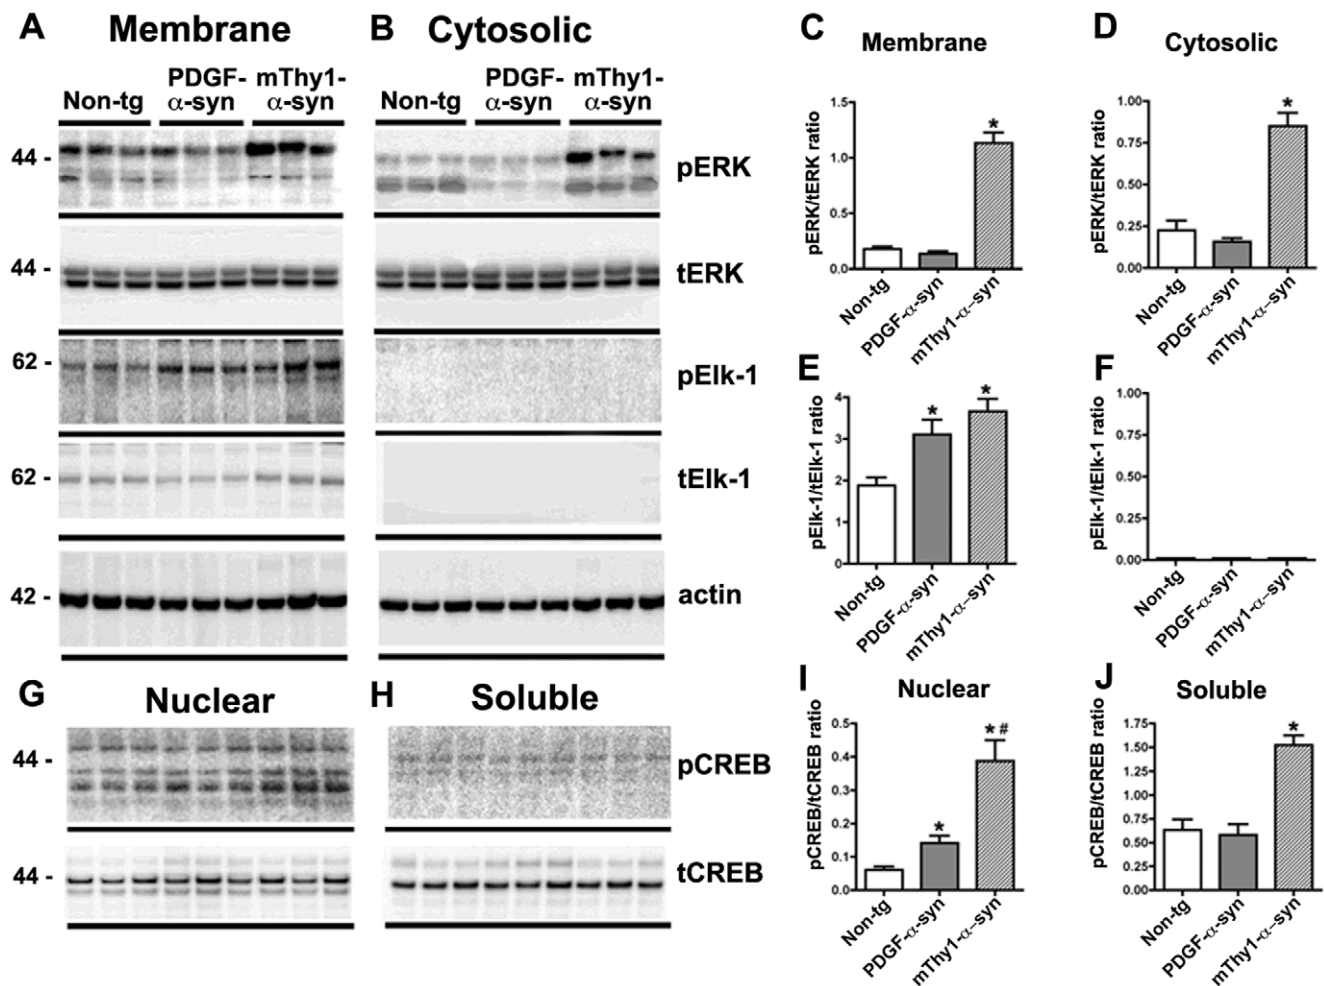 A Membrane
B Cytosolic
Non-tg
PDGF-
α-syn
mThy1-
α-syn
Non-tg
PDGF-
α-syn
mThy1-
α-syn
44 -
pERK
44 -
tERK
62 -
pElk-1
62 -
tElk-1
42 -
actin
C
Membrane
pERK/tERK ratio
1.5
1.0
0.5
0.0
*
Non-tg
PDGF-α-syn
mThy1-α-syn
D
Cytosolic
pERK/tERK ratio
1.00
0.75
0.50
0.25
0.00
*
Non-tg
PDGF-α-syn
mThy1-α-syn
E
pElk-1/tElk-1 ratio
4
3
2
1
0
*
*
Non-tg
PDGF-α-syn
mThy1-α-syn
F
pElk-1/tElk-1 ratio
1.00
0.75
0.50
0.25
0.00
Non-tg
PDGF-α-syn
mThy1-α-syn
G Nuclear
H Soluble
44 -
pCREB
44 -
tCREB
I
Nuclear
pCREB/tCREB ratio
0.5
0.4
0.3
0.2
0.1
0.0
*
* #
Non-tg
PDGF-α-syn
mThy1-α-syn
J
Soluble
pCREB/tCREB ratio
1.75
1.50
1.25
1.00
0.75
0.50
0.25
0.00
*
Non-tg
PDGF-α-syn
mThy1-α-syn